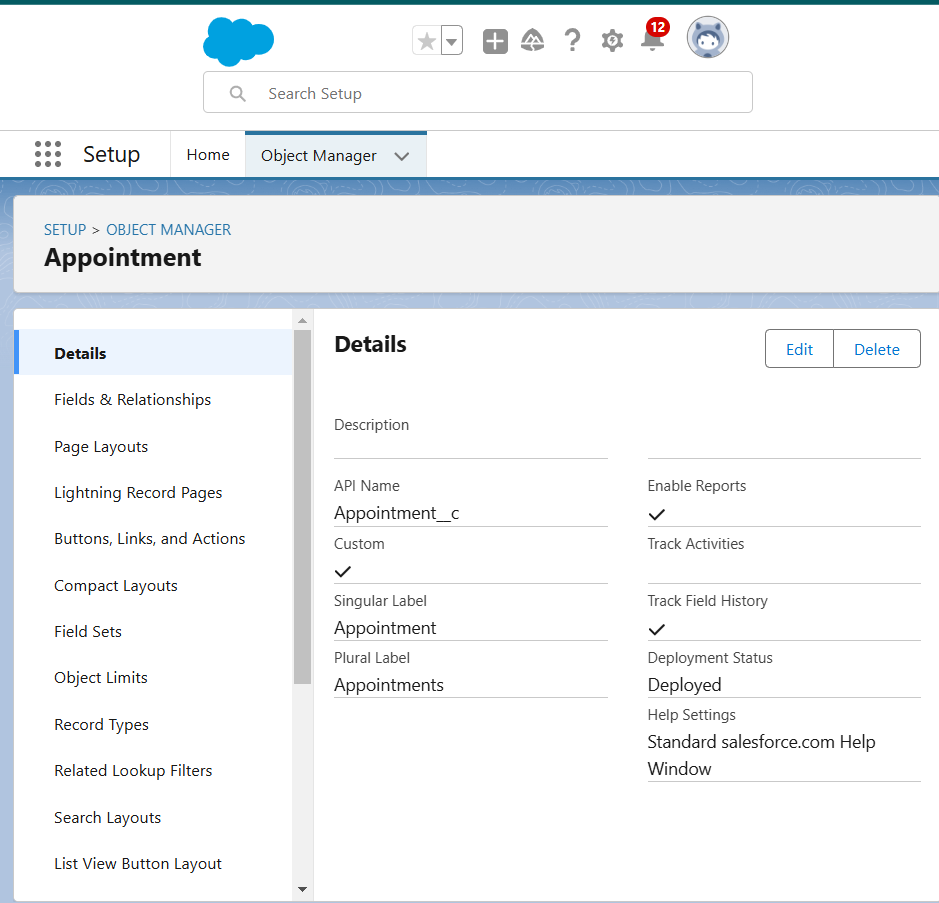 12
Search Setup
Setup
Home
Object Manager
SETUP > OBJECT MANAGER
Appointment
Details
Fields & Relationships
Page Layouts
Lightning Record Pages
Buttons, Links, and Actions
Compact Layouts
Field Sets
Object Limits
Record Types
Related Lookup Filters
Search Layouts
List View Button Layout
Details
Edit
Delete
Description
API Name
Appointment__c
Custom
Singular Label
Appointment
Plural Label
Appointments
Enable Reports
Track Activities
Track Field History
Deployment Status
Deployed
Help Settings
Standard salesforce.com Help
Window